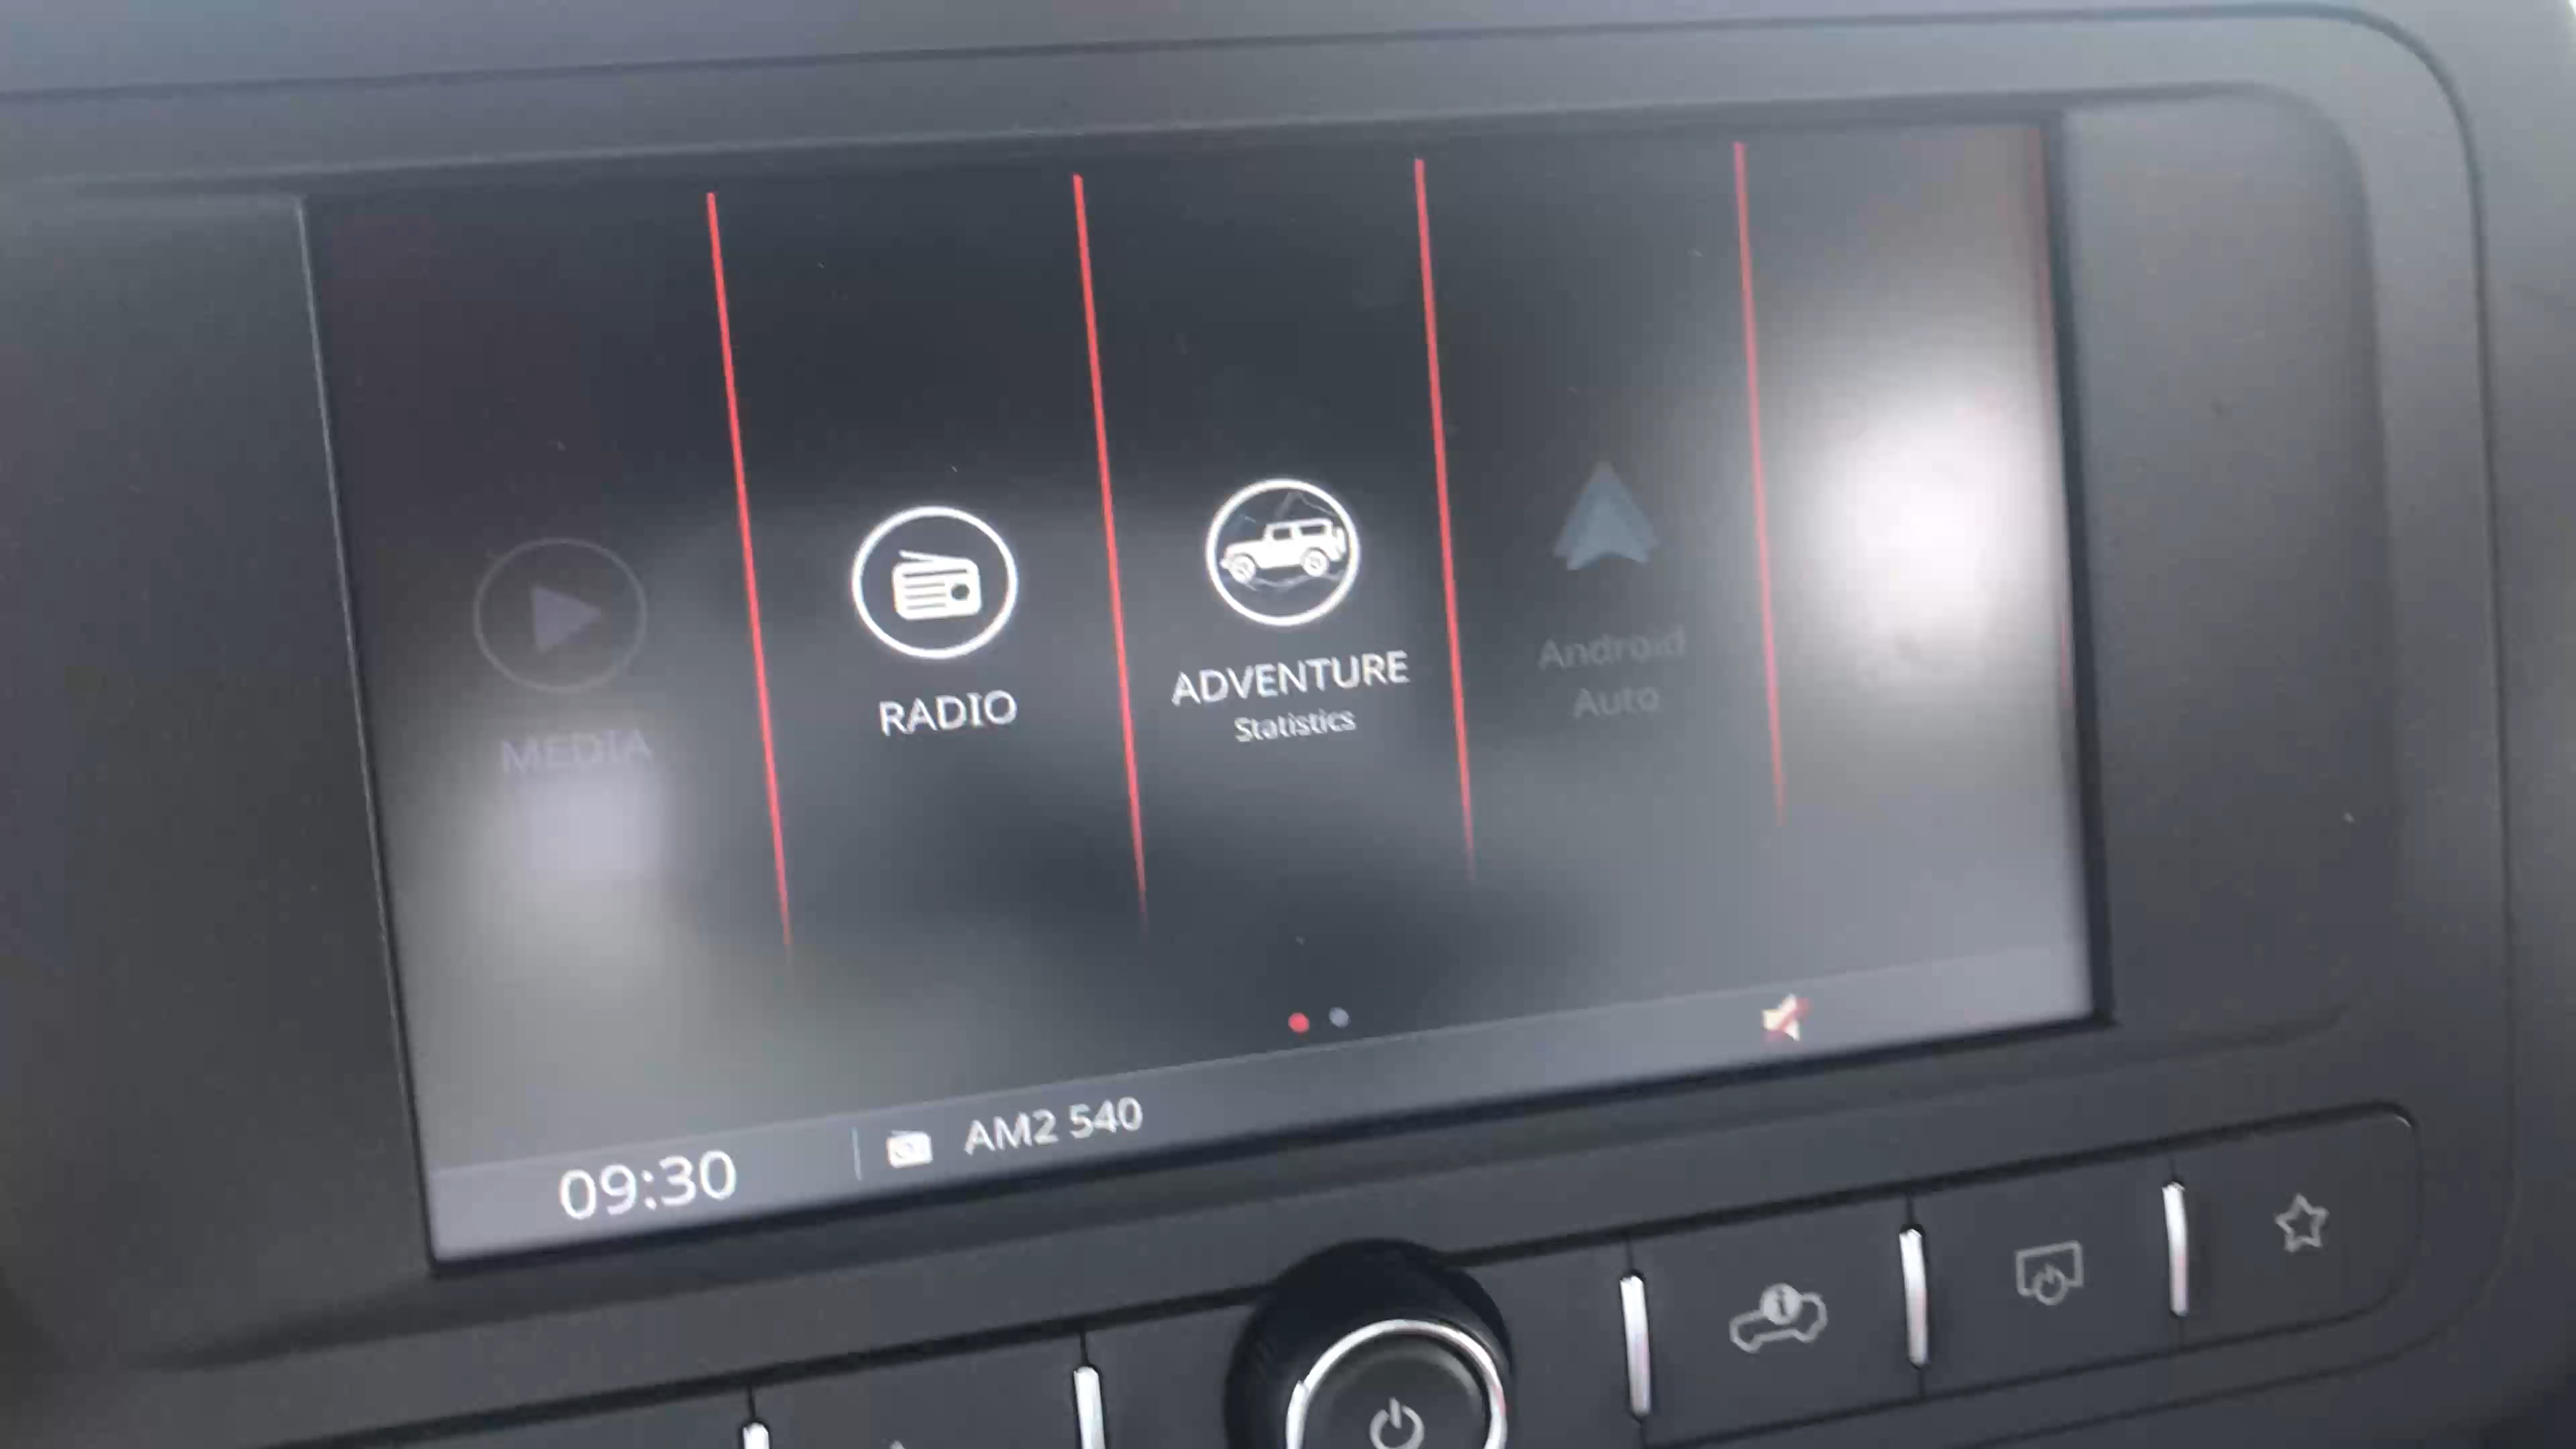 MEDIA
RADIO
ADVENTURE
Statistics
Android
Auto
09:30
AM2 540